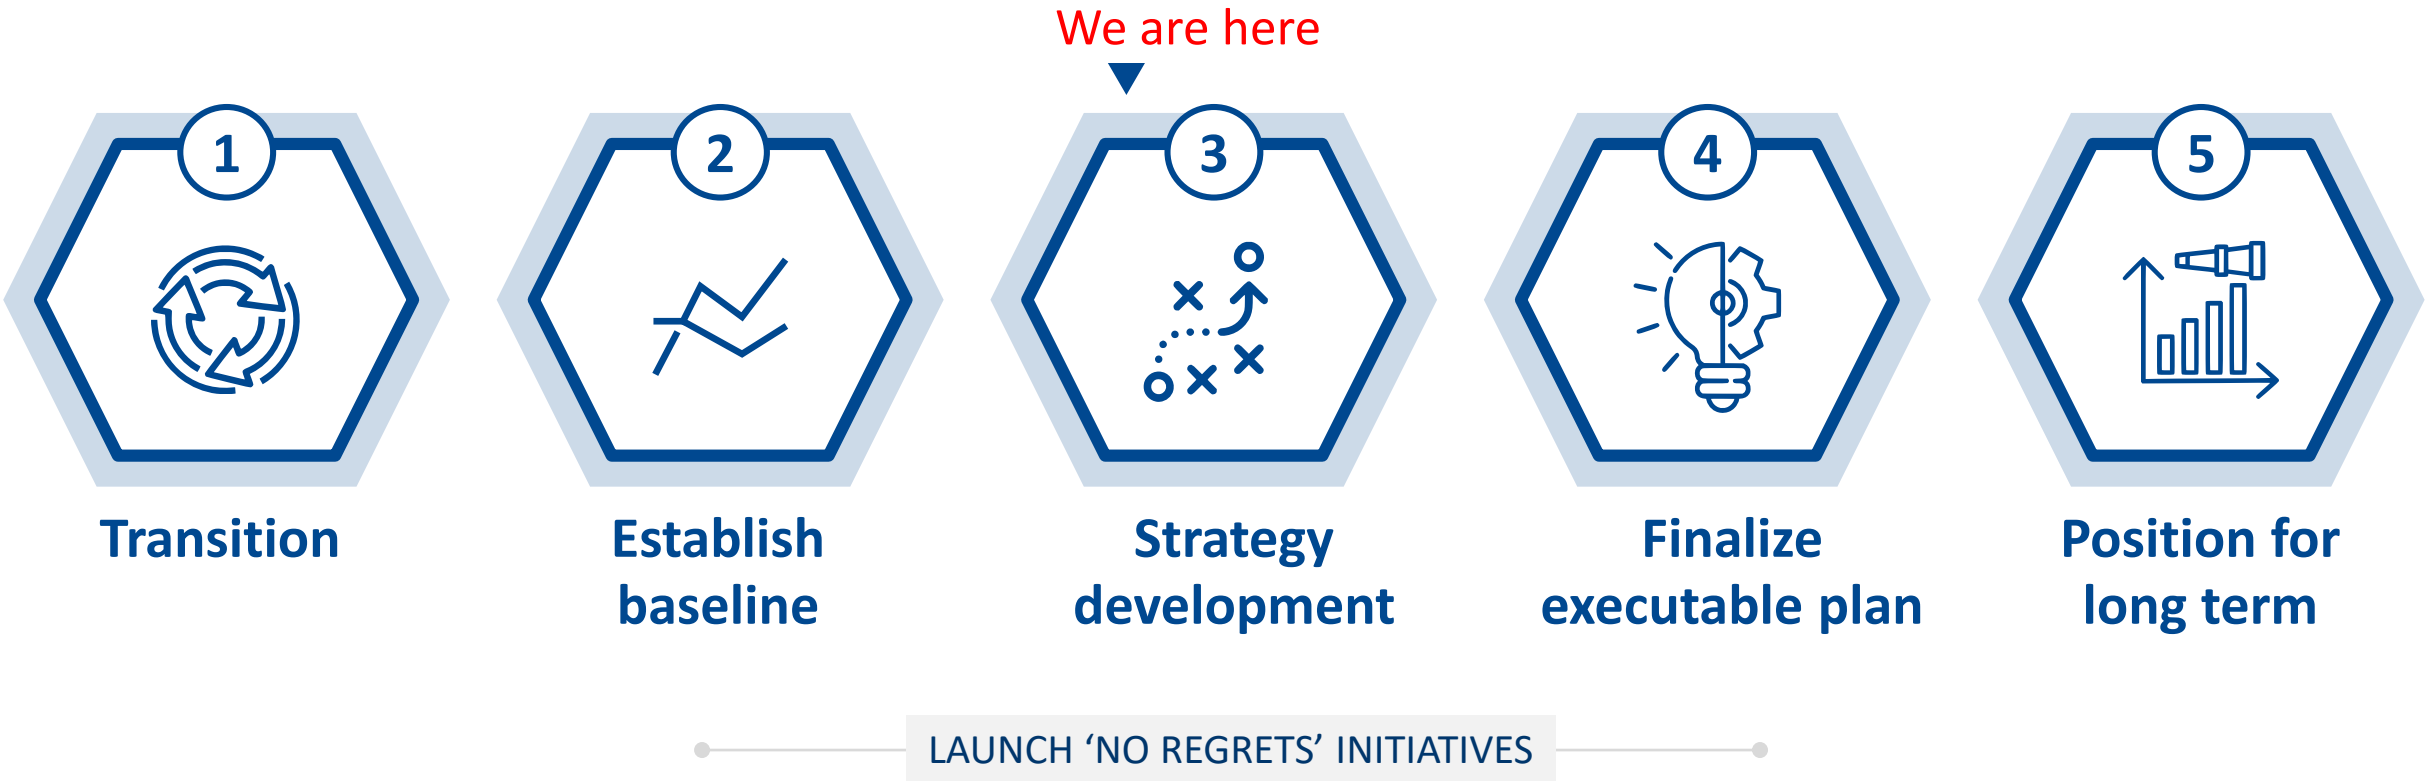 We are here
1
2
3
4
5
Transition
Establish
baseline
Strategy
development
Finalize
executable plan
Position for
long term
LAUNCH ‘NO REGRETS’ INITIATIVES